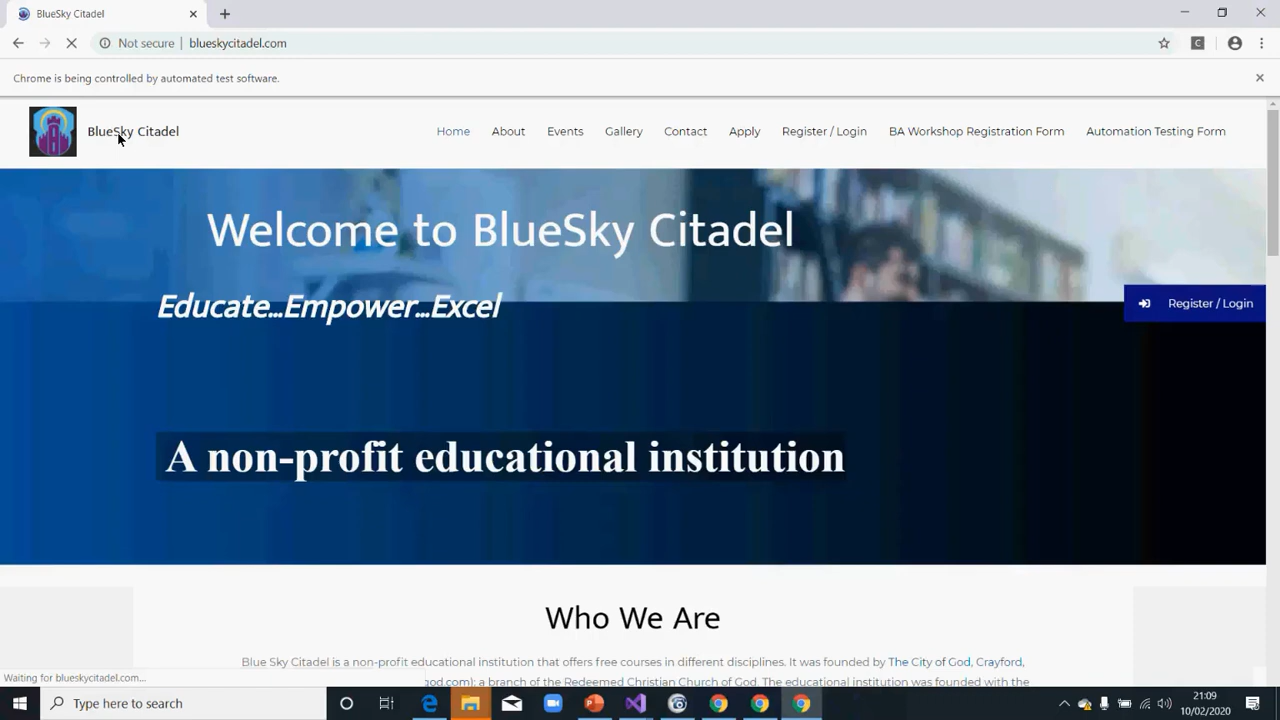 BlueSky Citadel
Not secure
blueskycitadel.com
C
Chrome is being controlled by automated test software.
BlueSky Citadel
Home
About
Events
Gallery
Contact
Apply
Register / Login
BA Workshop Registration Form
Automation Testing Form
Welcome to BlueSky Citadel
Educate...Empower...Excel
Register / Login
A non-profit educational institution
Who We Are
Blue Sky Citadel is a non-profit educational institution that offers free courses in different disciplines. It was founded by The City of God, Crayford,
god.com); a branch of the Redeemed Christian Church of God. The educational institution was founded with the
Waiting for blueskycitadel.com...
Type here to search
21:09
10/02/2020